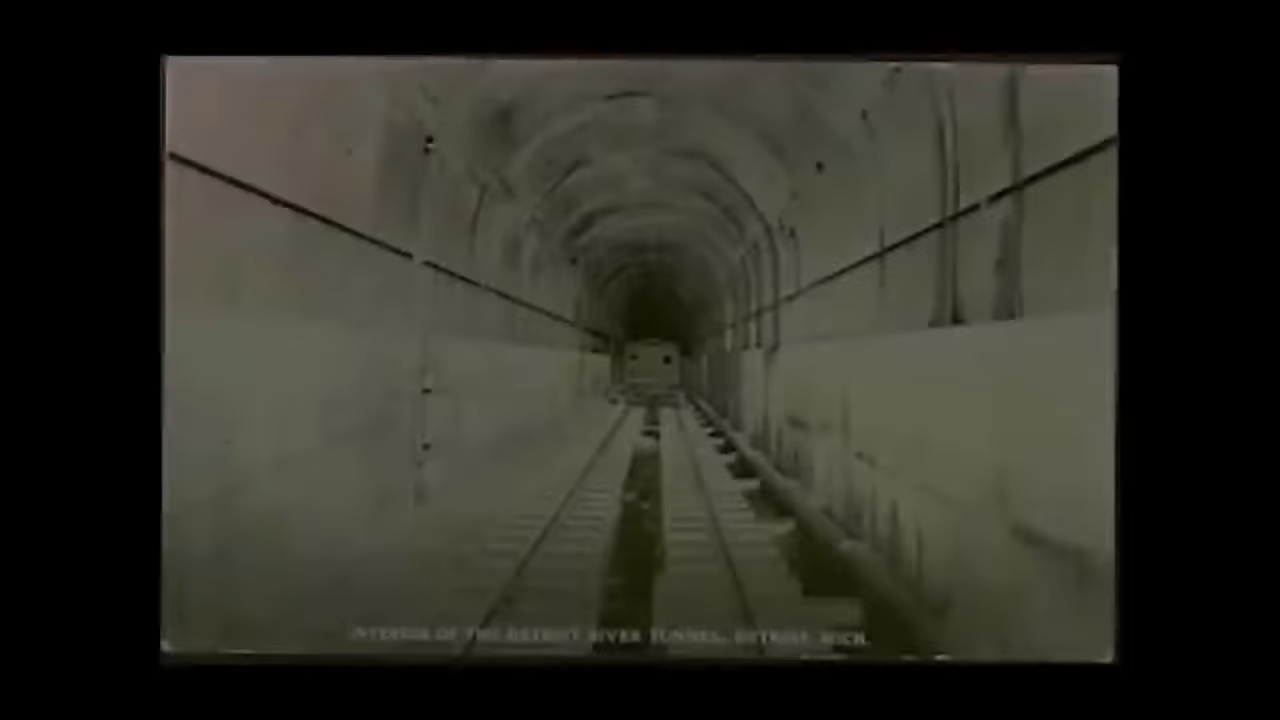 INTERIOR OF THE DETROIT RIVER TUNNEL, DETROIT, MICH.